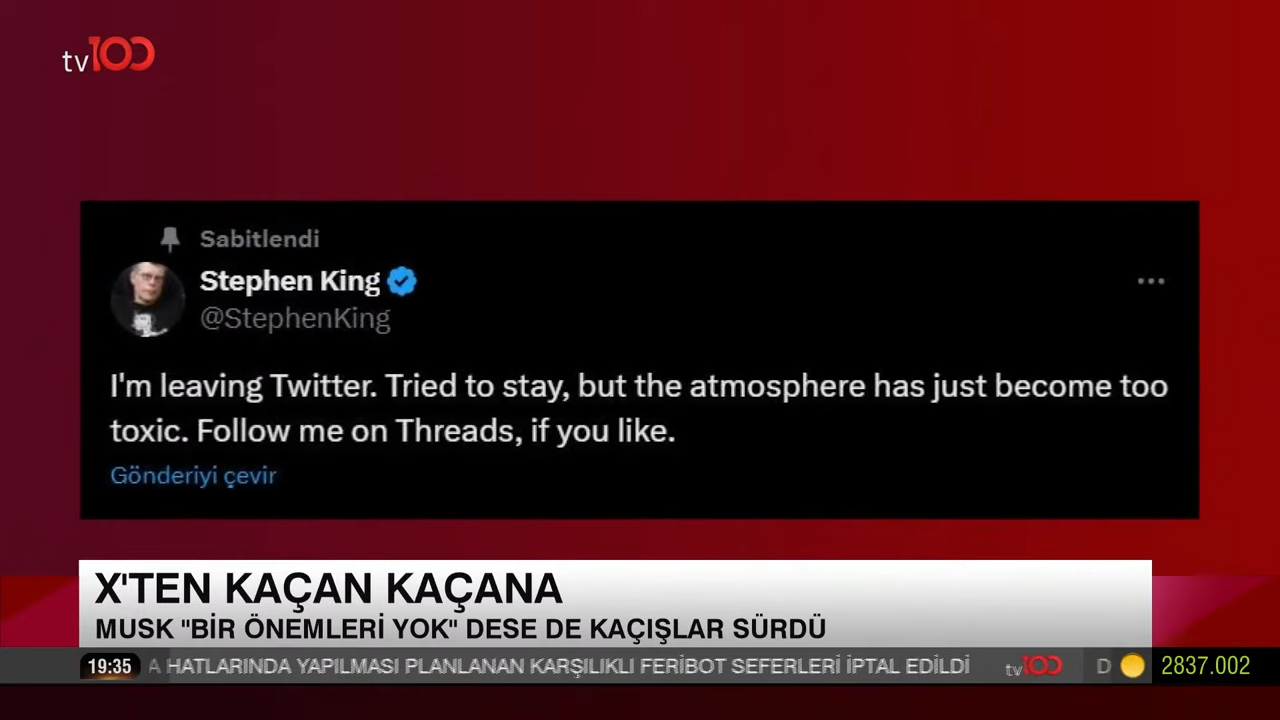 tv100
Sabitlendi
Stephen King
@StephenKing
I'm leaving Twitter. Tried to stay, but the atmosphere has just become too
toxic. Follow me on Threads, if you like.
Gönderiyi çevir
X'TEN KAÇAN KAÇANA
MUSK "BİR ÖNEMLERİ YOK" DESE DE KAÇIŞLAR SÜRDÜ
19:35 A HATLARINDA YAPILMASI PLANLANAN KARŞILIKLI FERİBOT SEFERLERİ İPTAL EDİLDİ tv100 D 2837.002